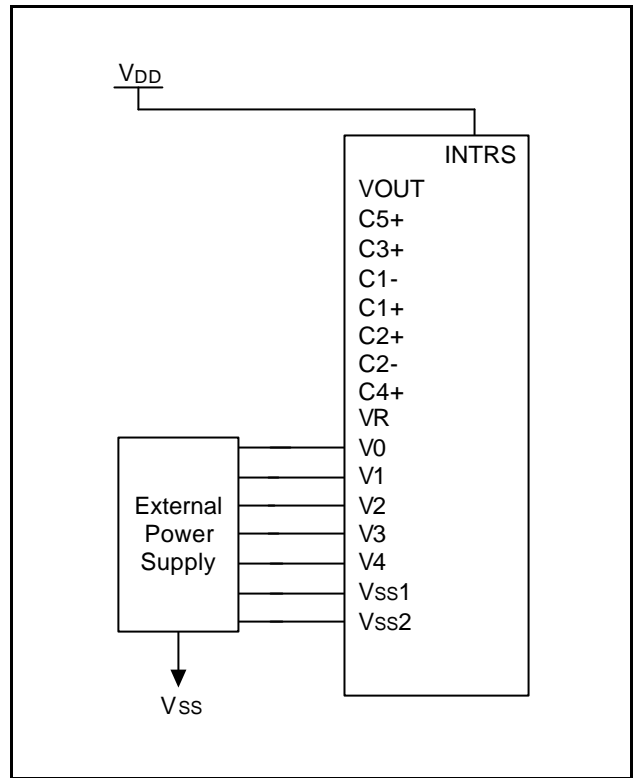 VDD
INTRS
VOUT
C5+
C3+
C1-
C1+
C2+
C2-
C4+
VR
V0
V1
V2
V3
V4
VSS1
VSS2
External
Power
Supply
VSS